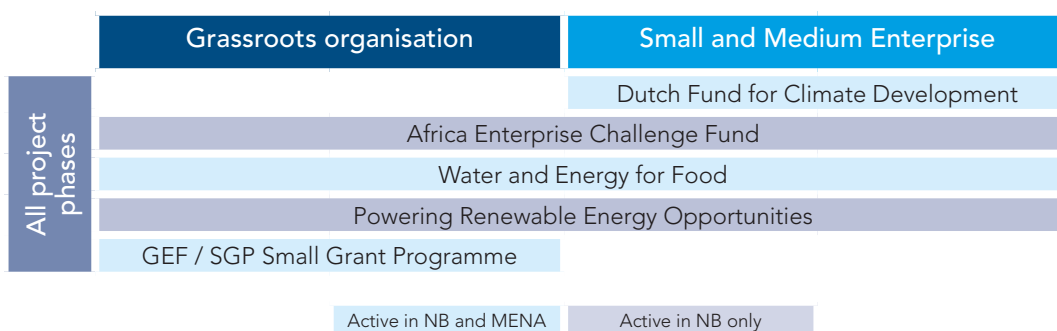 Grassroots organisation
Small and Medium Enterprise
All project
phases
Dutch Fund for Climate Development
Africa Enterprise Challenge Fund
Water and Energy for Food
Powering Renewable Energy Opportunities
GEF / SGP Small Grant Programme
Active in NB and MENA
Active in NB only